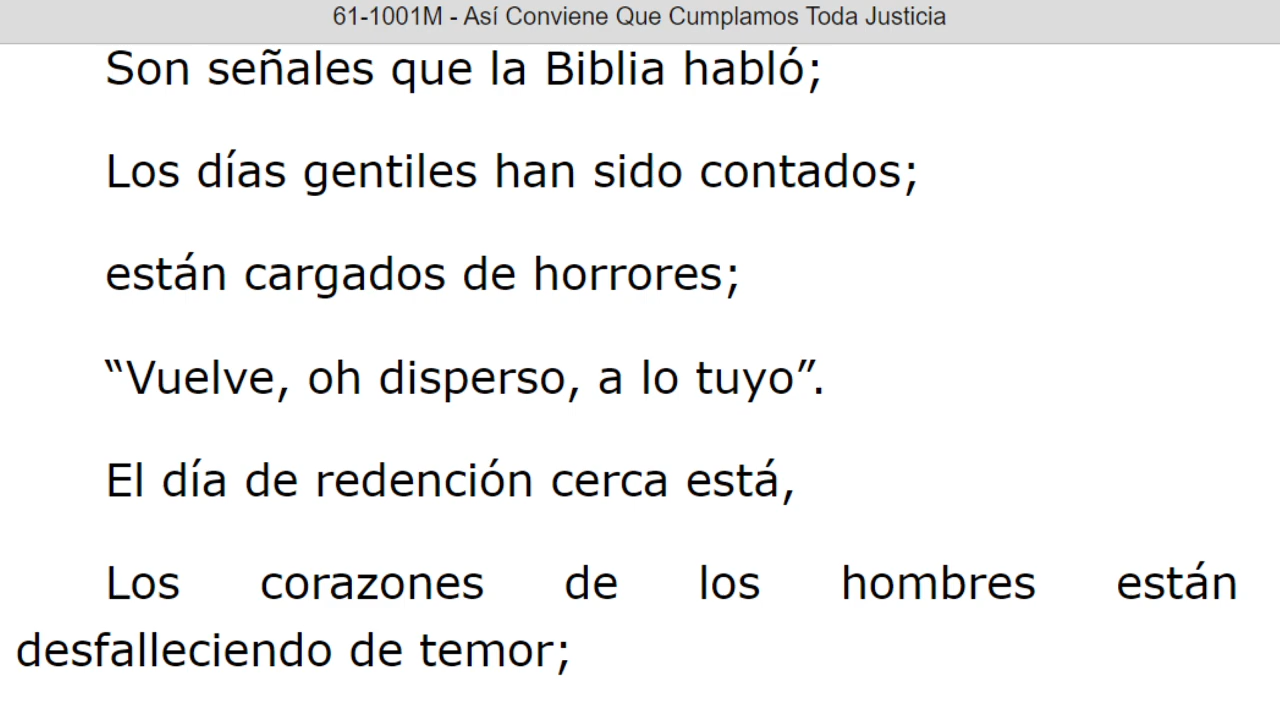 61-1001M - Así Conviene Que Cumplamos Toda Justicia
Son señales que la Biblia habló;
Los días gentiles han sido contados;
están cargados de horrores;
“Vuelve, oh disperso, a lo tuyo”.
El día de redención cerca está,
Los corazones de los hombres están
desfalleciendo de temor;